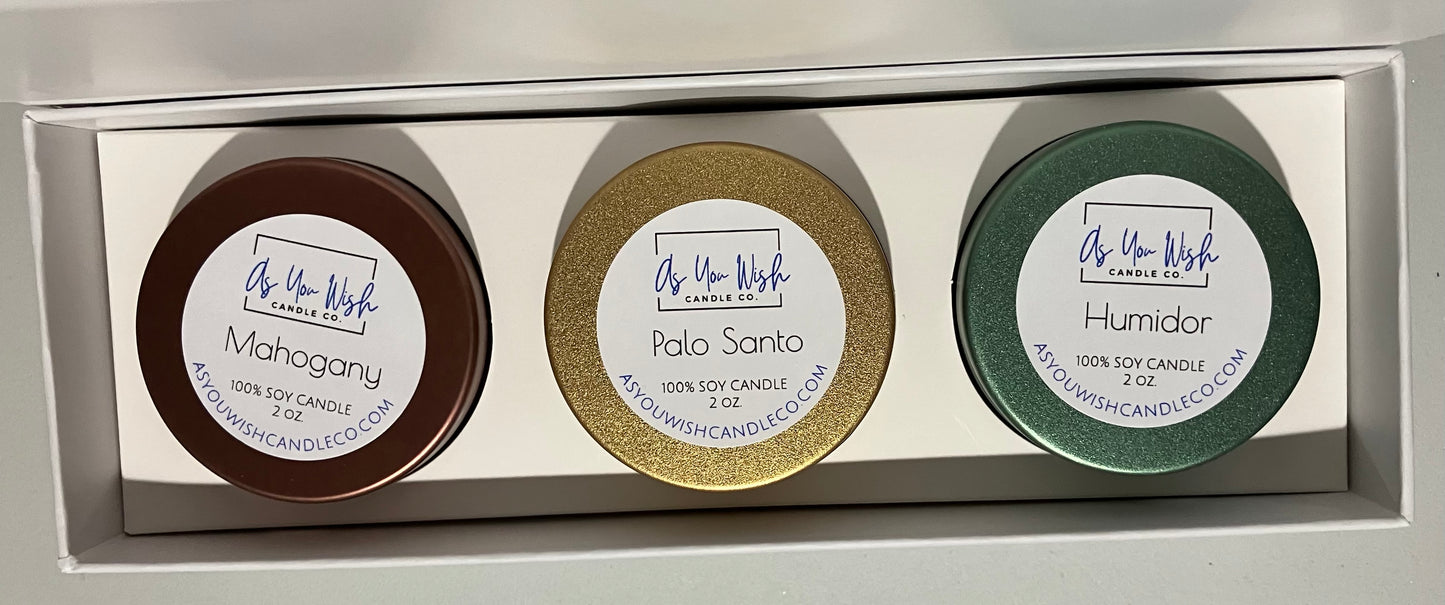 As You Wish
CANDLE CO.
Mahogany
100% SOY CANDLE
2 OZ.
ASYOUWISHCANDLECO.COM
As You Wish
CANDLE CO.
Palo Santo
100% SOY CANDLE
2 OZ.
ASYOUWISHCANDLECO.COM
As You Wish
CANDLE CO.
Humidor
100% SOY CANDLE
2 OZ.
ASYOUWISHCANDLECO.COM